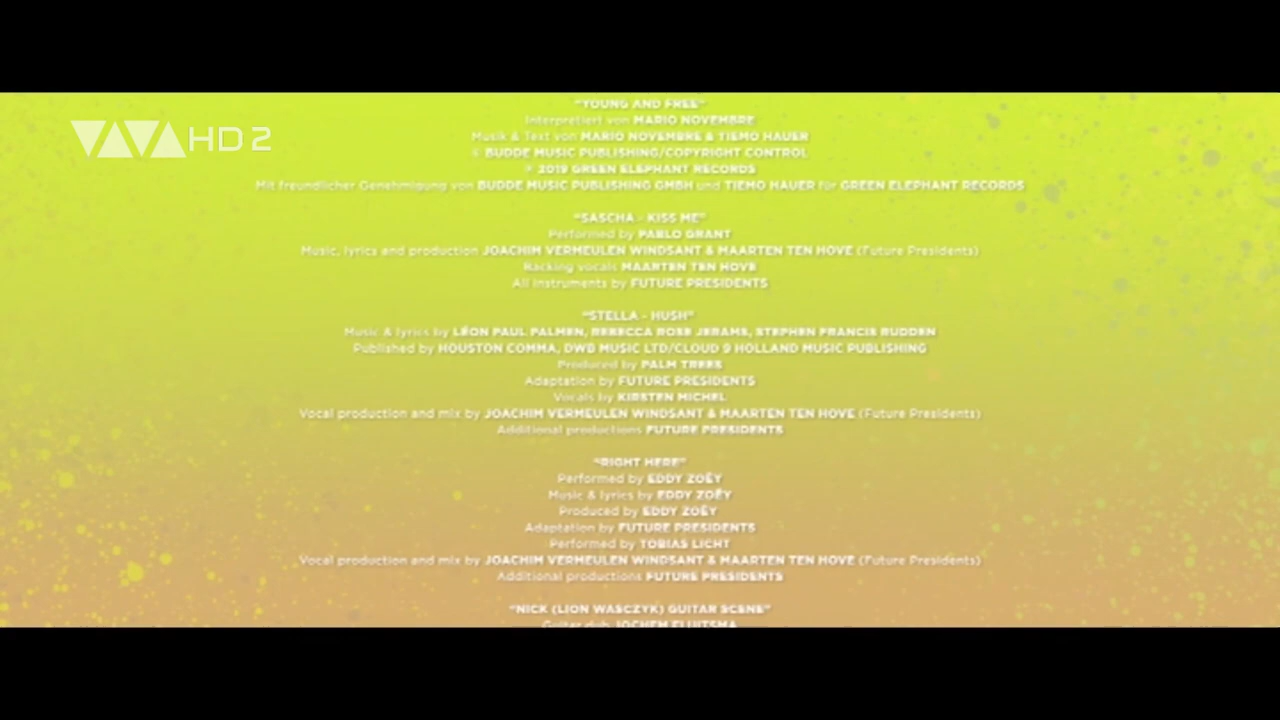 VIVA HD 2
"YOUNG AND FREE"
Interpretiert von MARIO NOVEMBRE
Musik & Text von MARIO NOVEMBRE & TIEMO HAUER
© BUDDE MUSIC PUBLISHING/COPYRIGHT CONTROL
2019 GREEN ELEPHANT RECORDS
Mit freundlicher Genehmigung von BUDDE MUSIC PUBLISHING GMBH und TIEMO HAUER für GREEN ELEPHANT RECORDS
"SASCHA - KISS ME"
Performed by PABLO GRANT
Music, lyrics and production JOACHIM VERMEULEN WINDSANT & MAARTEN TEN HOVE (Future Presidents)
Backing vocals MAARTEN TEN HOVE
All instruments by FUTURE PRESIDENTS
"STELLA - HUSH"
Music & lyrics by LÉON PAUL PALMEN, REBECCA ROSE JERAMS, STEPHEN FRANCIS RUDDEN
Published by HOUSTON COMMA, DWB MUSIC LTD/CLOUD 9 HOLLAND MUSIC PUBLISHING
Produced by PALM TREES
Adaptation by FUTURE PRESIDENTS
Vocals by KIRSTEN MICHEL
Vocal production and mix by JOACHIM VERMEULEN WINDSANT & MAARTEN TEN HOVE (Future Presidents)
Additional productions FUTURE PRESIDENTS
"RIGHT HERE"
Performed by EDDY ZOËY
Music & lyrics by EDDY ZOËY
Produced by EDDY ZOËY
Adaptation by FUTURE PRESIDENTS
Performed by TOBIAS LICHT
Vocal production and mix by JOACHIM VERMEULEN WINDSANT & MAARTEN TEN HOVE (Future Presidents)
Additional productions FUTURE PRESIDENTS
"NICK (LION WASCZYK) GUITAR SCENE"
Guitar dub JOCHEM FLUITSMA